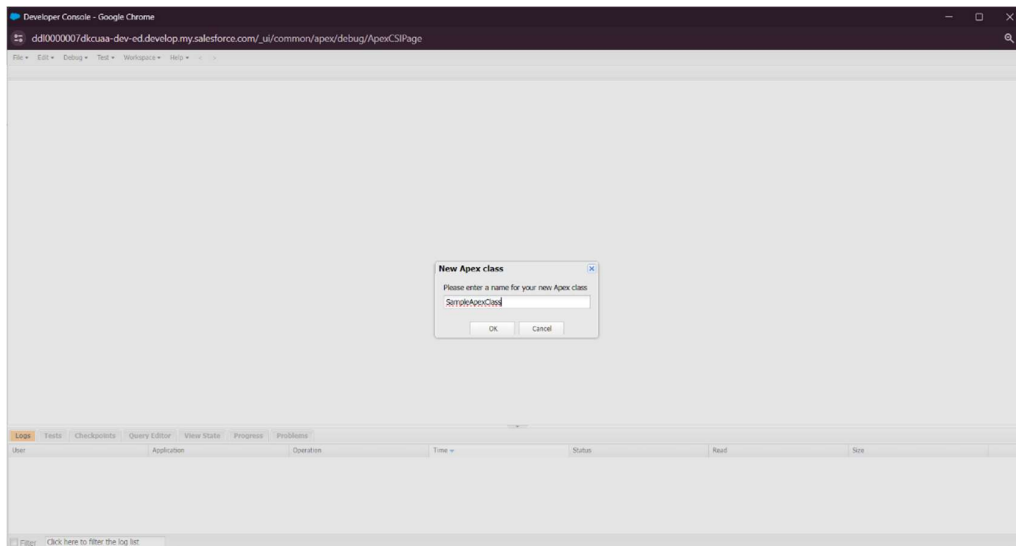 Developer Console - Google Chrome
ddl0000007dkcuaa-dev-ed.develop.my.salesforce.com/_ui/common/apex/debug/ApexCSIPage
File Edit Debug Test Workspace Help < >
New Apex class
Please enter a name for your new Apex class
SampleApexClass
OK Cancel
Logs Tests Checkpoints Query Editor View State Progress Problems
User Application Operation Time Status Read Size
Filter Click here to filter the log list